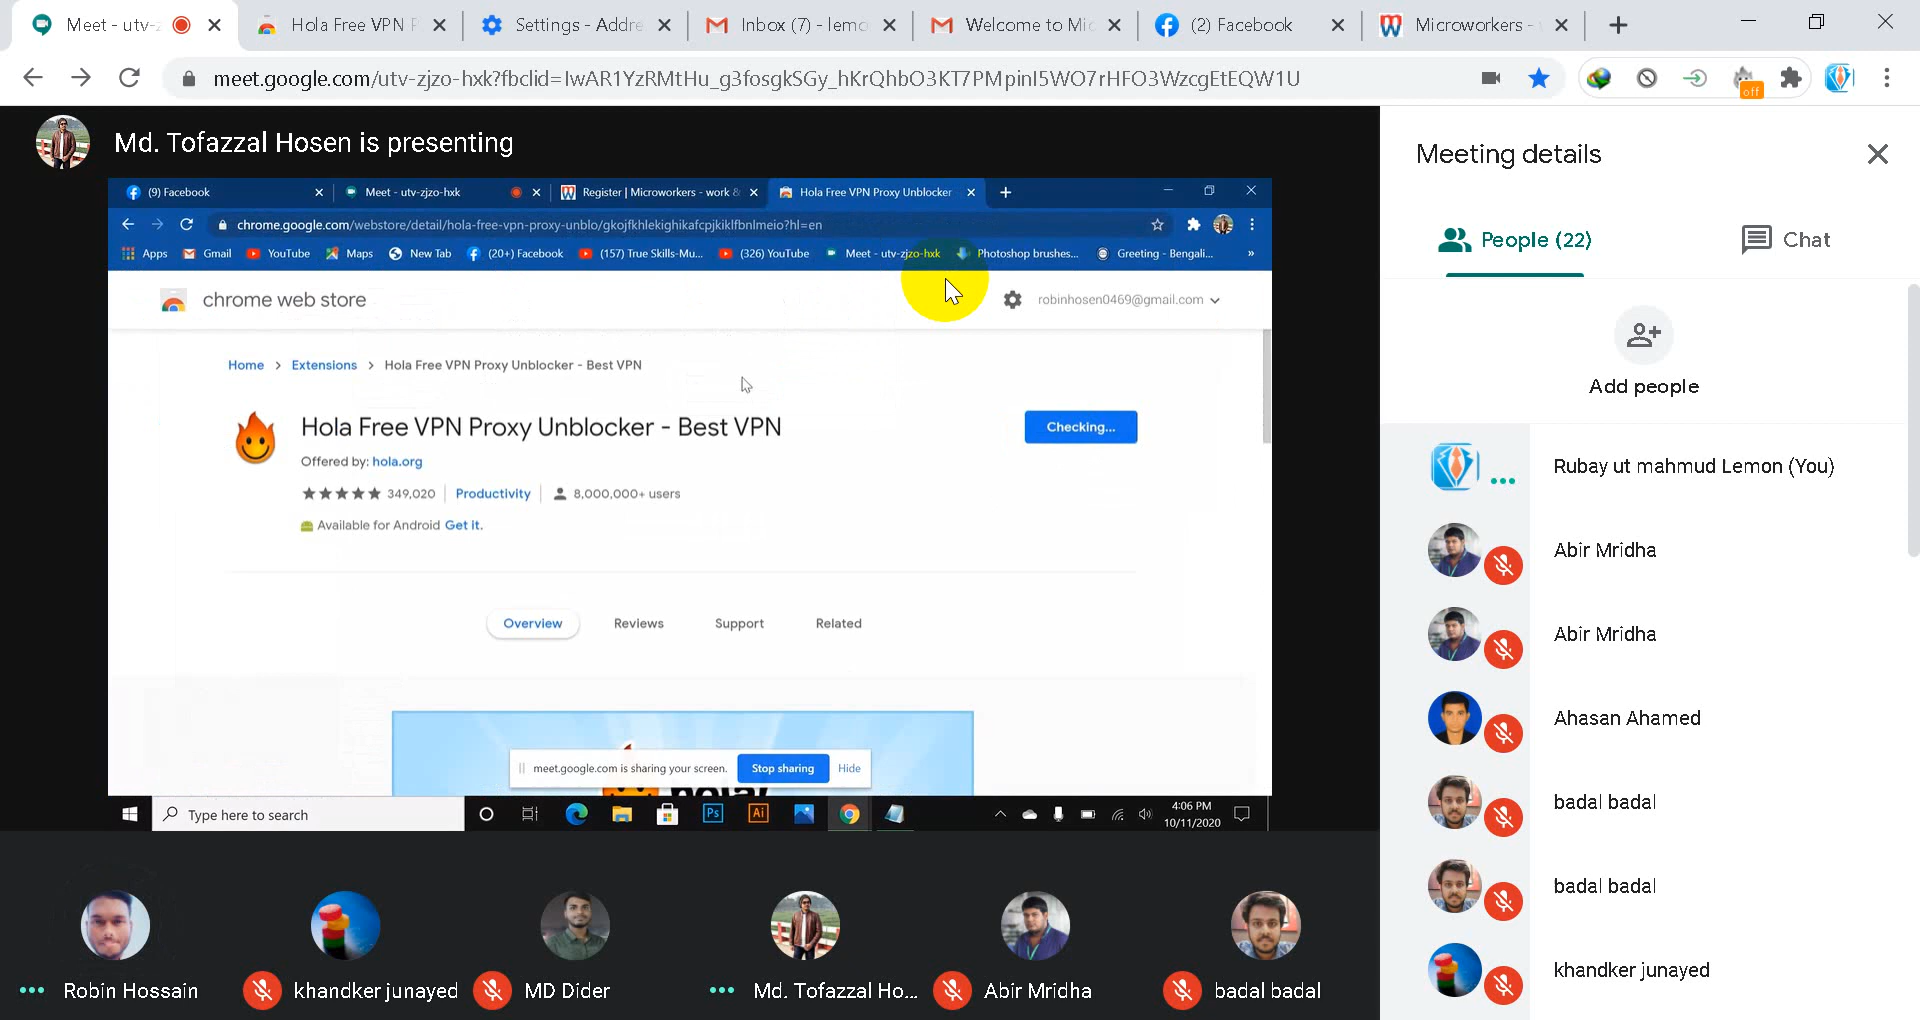 Meet - utv-z
Hola Free VPN P
Settings - Addre
Inbox (7) - lemo
Welcome to Mic
(2) Facebook
Microworkers -
meet.google.com/utv-zjzo-hxk?fbclid=IwAR1YzRMtHu_g3fosgkSGy_hKrQhbO3KT7PMpinI5WO7rHFO3WzcgEtEQW1U
off
Md. Tofazzal Hosen is presenting
(9) Facebook
Meet - utv-zjzo-hxk
Register | Microworkers - work &
Hola Free VPN Proxy Unblocker
chrome.google.com/webstore/detail/hola-free-vpn-proxy-unblo/gkojfkhlekighikafcpjkiklfbnlmeio?hl=en
Apps
Gmail
YouTube
Maps
New Tab
(20+) Facebook
(157) True Skills-Mu...
(326) YouTube
Meet - utv-zjzo-hxk
Photoshop brushes...
Greeting - Bengali...
»
chrome web store
robinhosen0469@gmail.com
Home > Extensions > Hola Free VPN Proxy Unblocker - Best VPN
Hola Free VPN Proxy Unblocker - Best VPN
Checking...
Offered by: hola.org
349,020
Productivity
8,000,000+ users
Available for Android Get it.
Overview
Reviews
Support
Related
meet.google.com is sharing your screen.
Stop sharing
Hide
hola!
Type here to search
Ps
Ai
4:06 PM
10/11/2020
Robin Hossain
khandker junayed
MD Dider
Md. Tofazzal Ho...
Abir Mridha
badal badal
Meeting details
People (22)
Chat
Add people
Rubay ut mahmud Lemon (You)
Abir Mridha
Abir Mridha
Ahasan Ahamed
badal badal
badal badal
khandker junayed